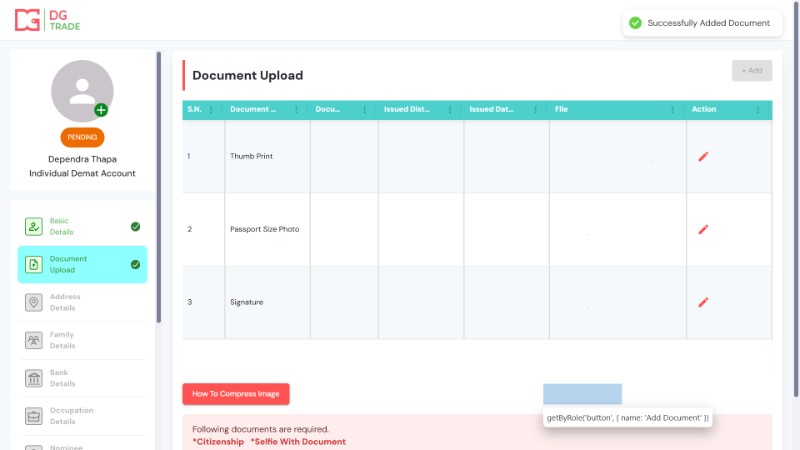 DG
TRADE
Successfully Added Document
PENDING
Dependra Thapa
Individual Demat Account
Basic
Details
Document
Upload
Address
Details
Family
Details
Bank
Details
Occupation
Details
Nominee
Document Upload
+ Add
S.N. Document ... Docu... Issued Dist... Issued Dat... File Action
1 Thumb Print
2 Passport Size Photo
3 Signature
How To Compress Image
getByRole('button', { name: 'Add Document' })
Following documents are required.
*Citizenship *Selfie With Document